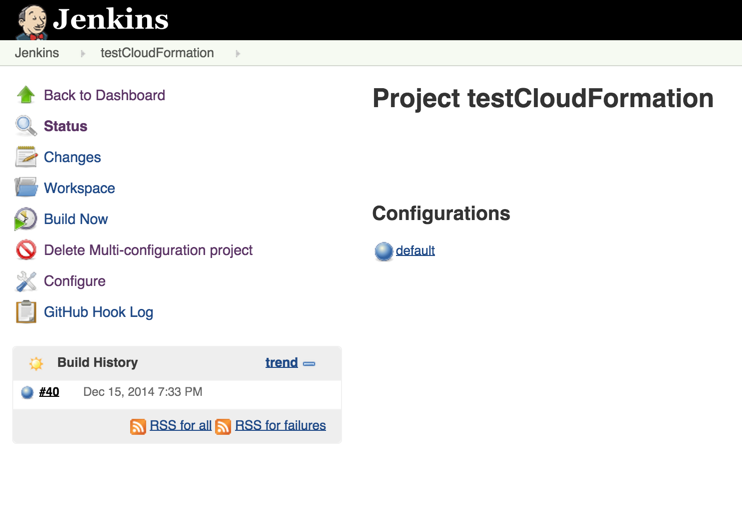 Jenkins
Jenkins testCloudFormation
Back to Dashboard
Status
Changes
Workspace
Build Now
Delete Multi-configuration project
Configure
GitHub Hook Log
Build History trend
#40 Dec 15, 2014 7:33 PM
RSS for all RSS for failures
Project testCloudFormation
Configurations
default